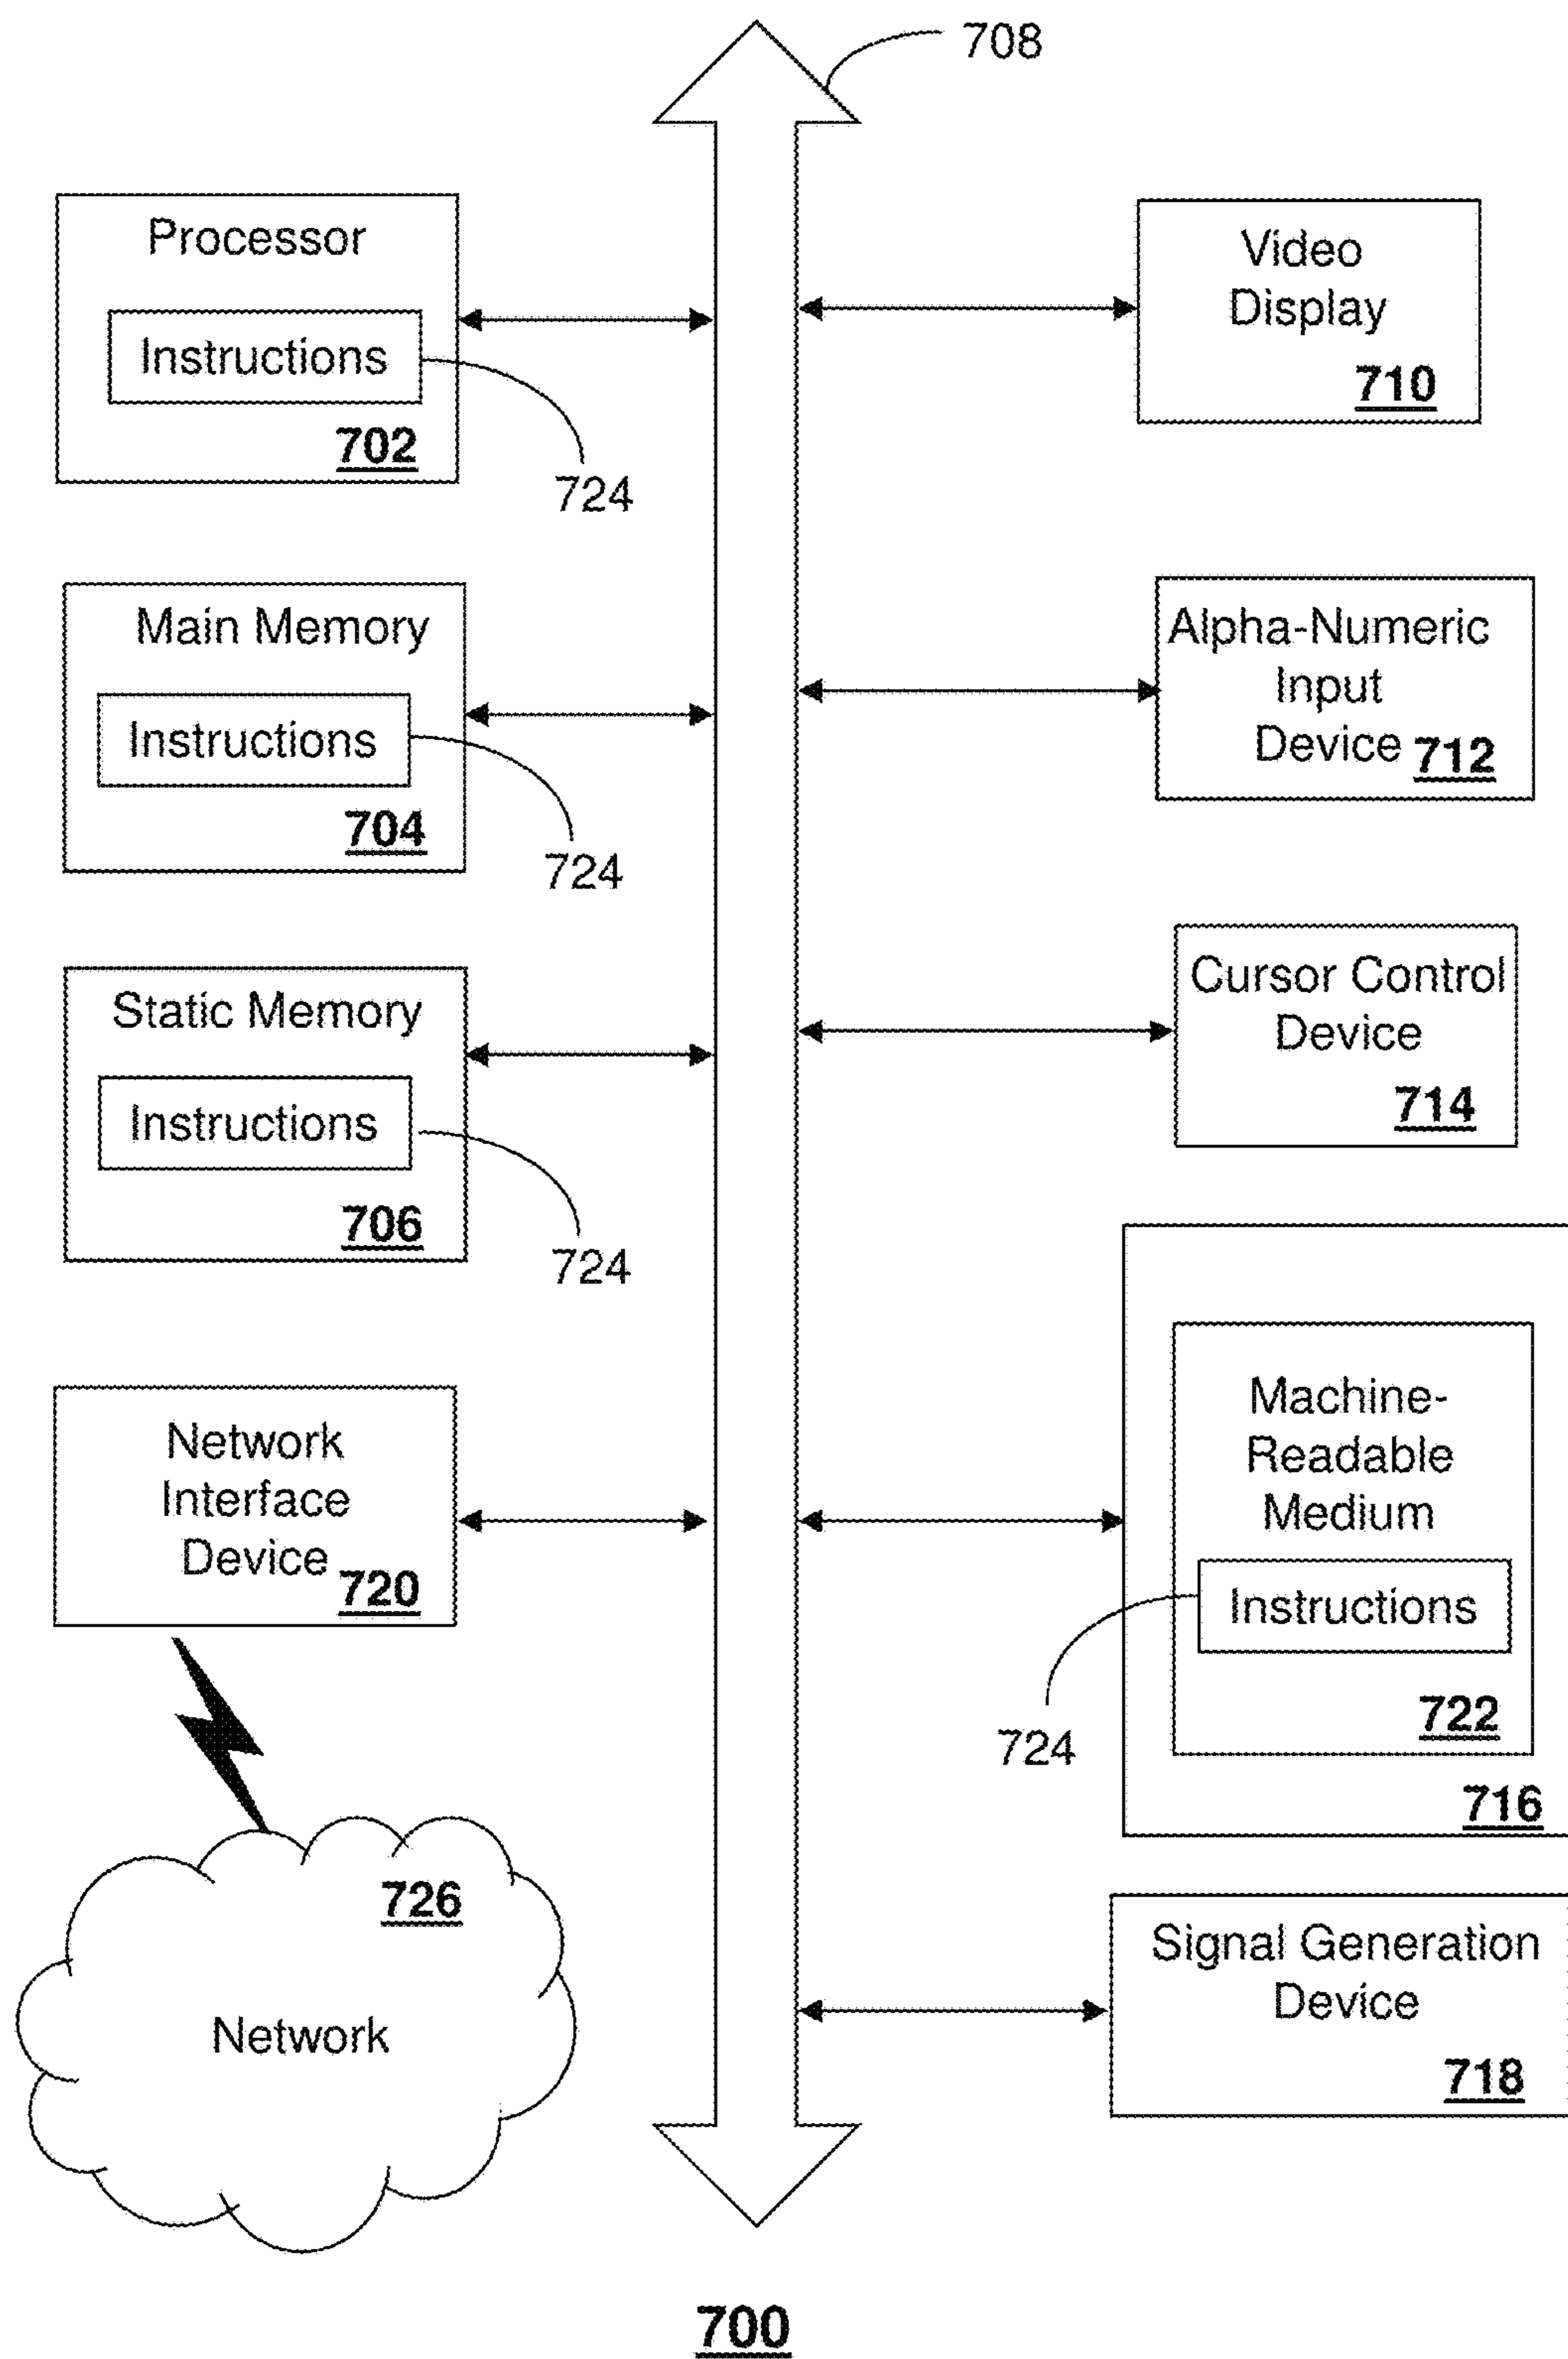 708
Processor
Instructions
702
724
Main Memory
Instructions
704
724
Static Memory
Instructions
706
724
Network
Interface
Device
720
726
Network
Video
Display
710
Alpha-Numeric
Input
Device
712
Cursor Control
Device
714
Machine-
Readable
Medium
Instructions
724
722
716
Signal Generation
Device
718
700